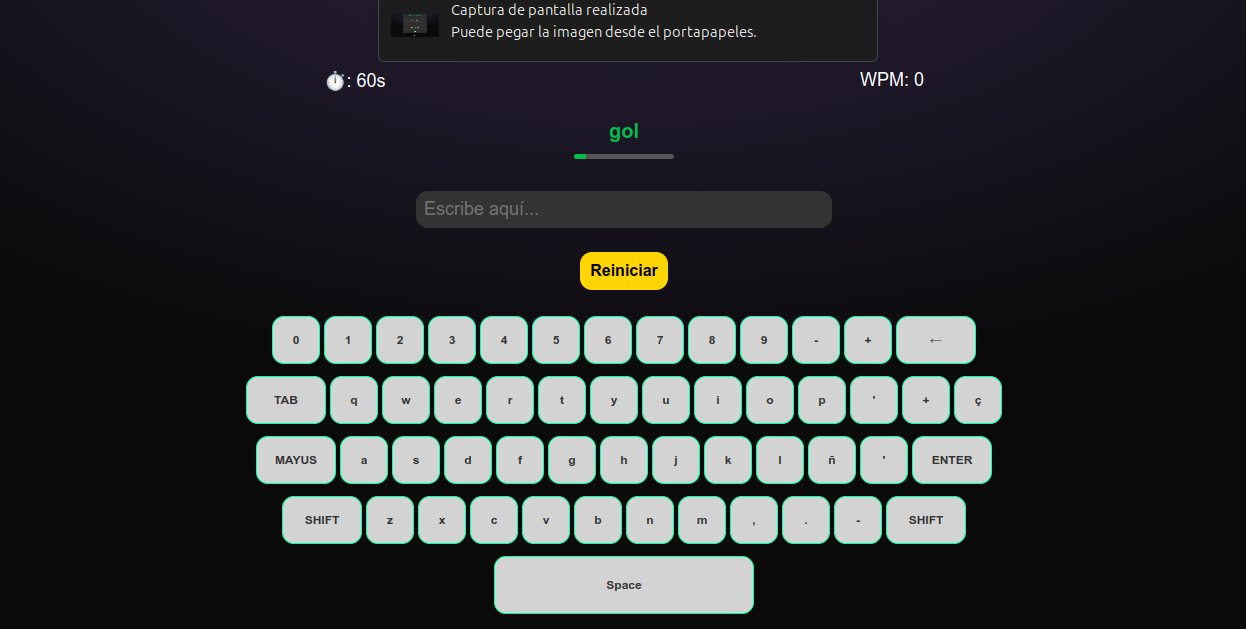 Captura de pantalla realizada
Puede pegar la imagen desde el portapapeles.
⏱: 60s
WPM: 0
gol
Escribe aquí...
Reiniciar
0 1 2 3 4 5 6 7 8 9 - + ←
TAB q w e r t y u i o p ' + ç
MAYUS a s d f g h j k l ñ ' ENTER
SHIFT z x c v b n m , . - SHIFT
Space